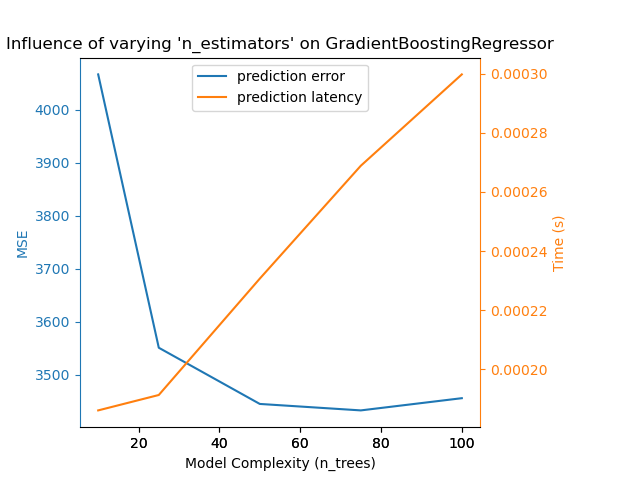 Influence of varying 'n_estimators' on GradientBoostingRegressor
prediction error
prediction latency
MSE
4000
3900
3800
3700
3600
3500
0.00030
0.00028
0.00026
0.00024
0.00022
0.00020
Time (s)
20 40 60 80 100
Model Complexity (n_trees)